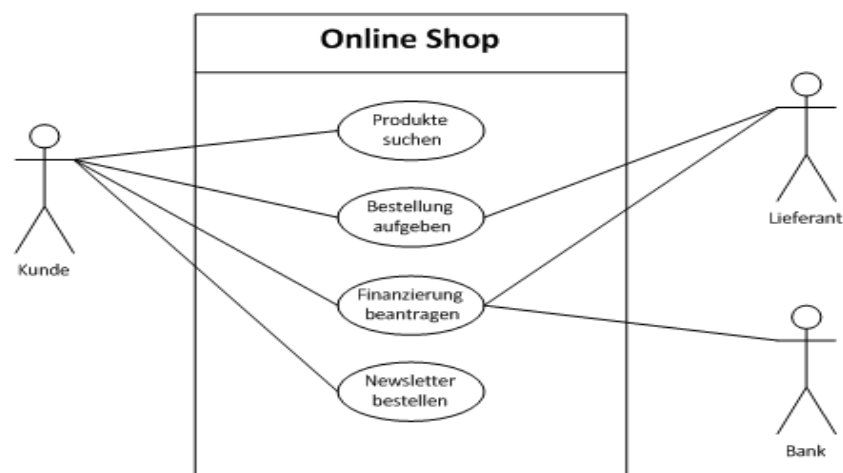 Online Shop
Produkte
suchen
Bestellung
aufgeben
Finanzierung
beantragen
Newsletter
bestellen
Kunde
Lieferant
Bank